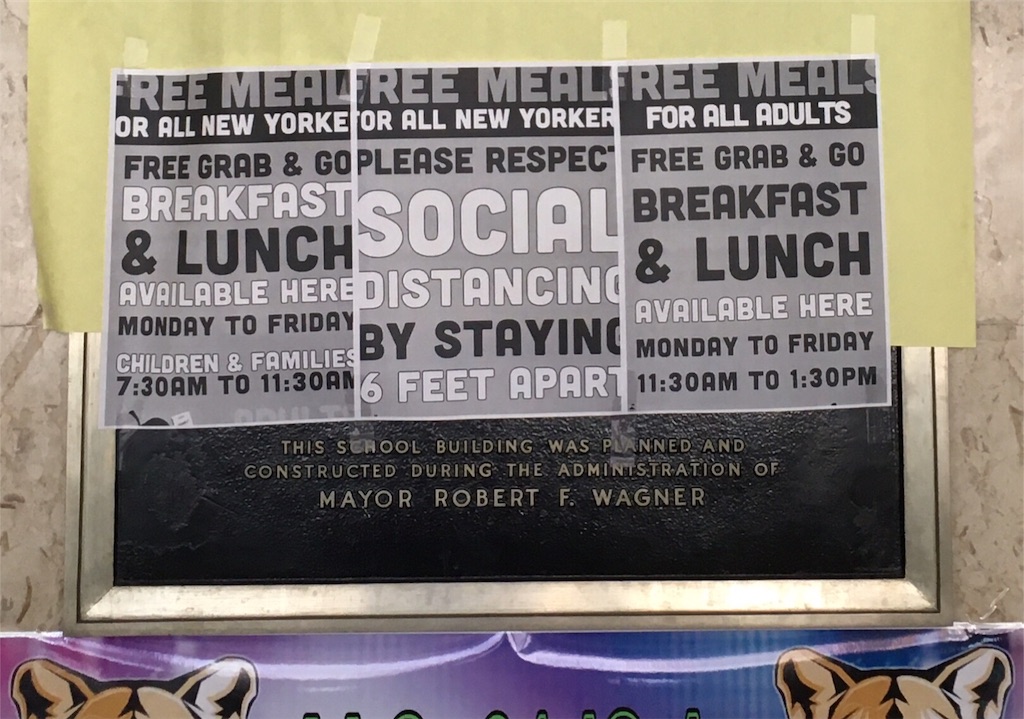 FREE MEAL
OR ALL NEW YORKE
FREE GRAB & GO
BREAKFAST
& LUNCH
AVAILABLE HERE
MONDAY TO FRIDAY
CHILDREN & FAMILIES
7:30AM TO 11:30AM
ADULT
FREE MEAL
FOR ALL NEW YORKER
PLEASE RESPECT
SOCIAL
DISTANCING
BY STAYING
6 FEET APART
FREE MEALS
FOR ALL ADULTS
FREE GRAB & GO
BREAKFAST
& LUNCH
AVAILABLE HERE
MONDAY TO FRIDAY
11:30AM TO 1:30PM
THIS SCHOOL BUILDING WAS PLANNED AND
CONSTRUCTED DURING THE ADMINISTRATION OF
MAYOR ROBERT F. WAGNER